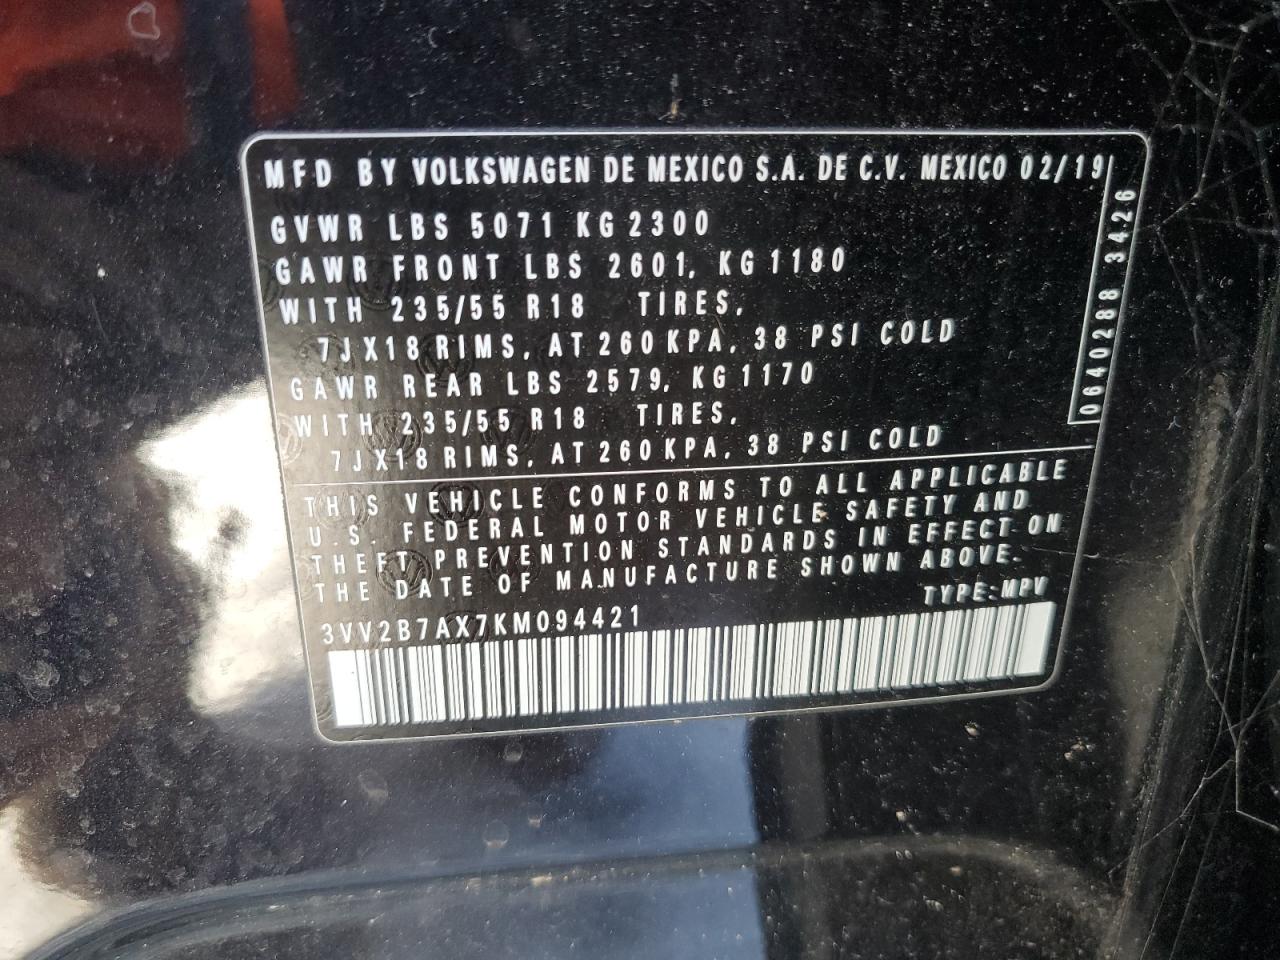 MFD BY VOLKSWAGEN DE MEXICO S.A. DE C.V. MEXICO 02/19
GVWR LBS 5071 KG 2300
GAWR FRONT LBS 2601, KG 1180
WITH 235/55 R18 TIRES,
7JX18 RIMS, AT 260 KPA, 38 PSI COLD
GAWR REAR LBS 2579, KG 1170
WITH 235/55 R18 TIRES,
7JX18 RIMS, AT 260 KPA, 38 PSI COLD
0640288 3426
THIS VEHICLE CONFORMS TO ALL APPLICABLE
U.S. FEDERAL MOTOR VEHICLE SAFETY AND
THEFT PREVENTION STANDARDS IN EFFECT ON
THE DATE OF MANUFACTURE SHOWN ABOVE.
TYPE:MPV
3VV2B7AX7KM094421